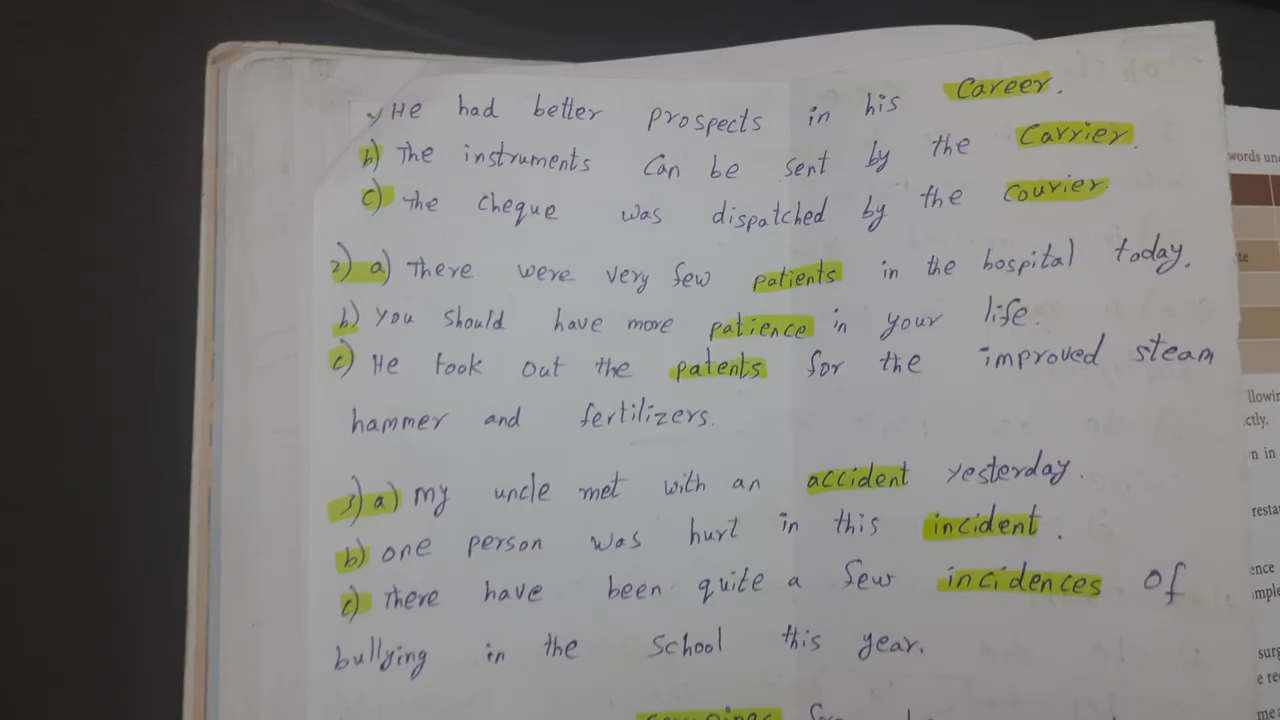 He had better prospects in his career.
b) The instruments can be sent by the carrier.
c) The cheque was dispatched by the courier.
2) a) There were very few patients in the hospital today.
b) You should have more patience in your life.
c) He took out the patents for the improved steam
hammer and fertilizers.
3) a) My uncle met with an accident yesterday.
b) one person was hurt in this incident.
c) There have been quite a few incidences of
bullying in the school this year.
words
ctly.
n in